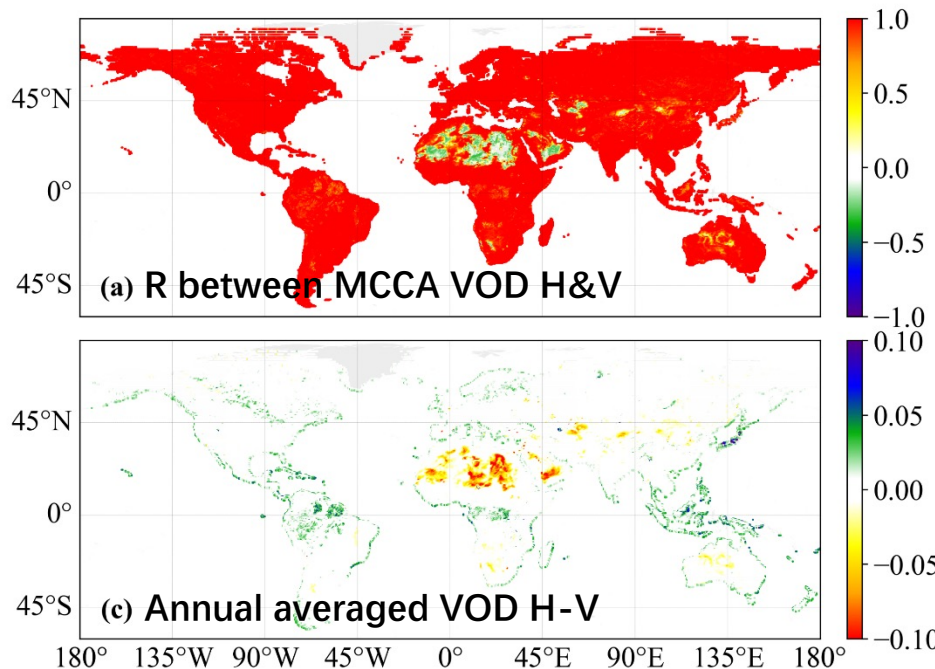 1.0
45°N
0.5
0°
0.0
−0.5
45°S
(a) R between MCCA VOD H&V
−1.0
0.10
45°N
0.05
0°
0.00
−0.05
45°S
(c) Annual averaged VOD H-V
−0.10
180° 135°W 90°W 45°W 0° 45°E 90°E 135°E 180°